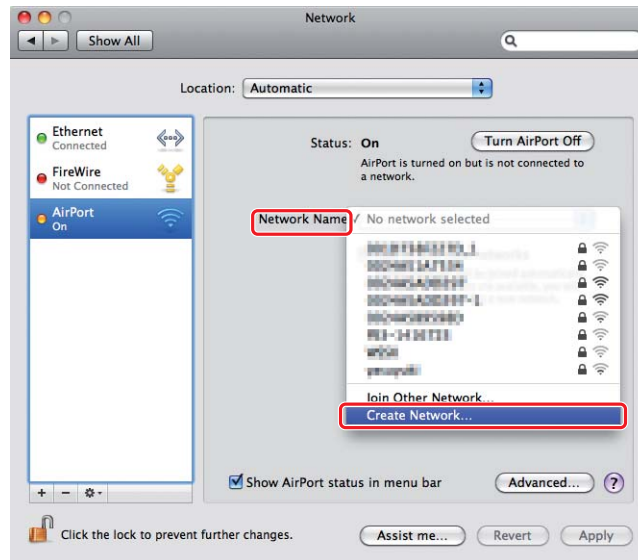 Network
Show All
Location: Automatic
Ethernet
Connected
FireWire
Not Connected
AirPort
On
Status: On
Turn AirPort Off
AirPort is turned on but is not connected to
a network.
Network Name
✓ No network selected
Join Other Network...
Create Network...
Show AirPort status in menu bar
Advanced...
?
Click the lock to prevent further changes.
Assist me...
Revert
Apply